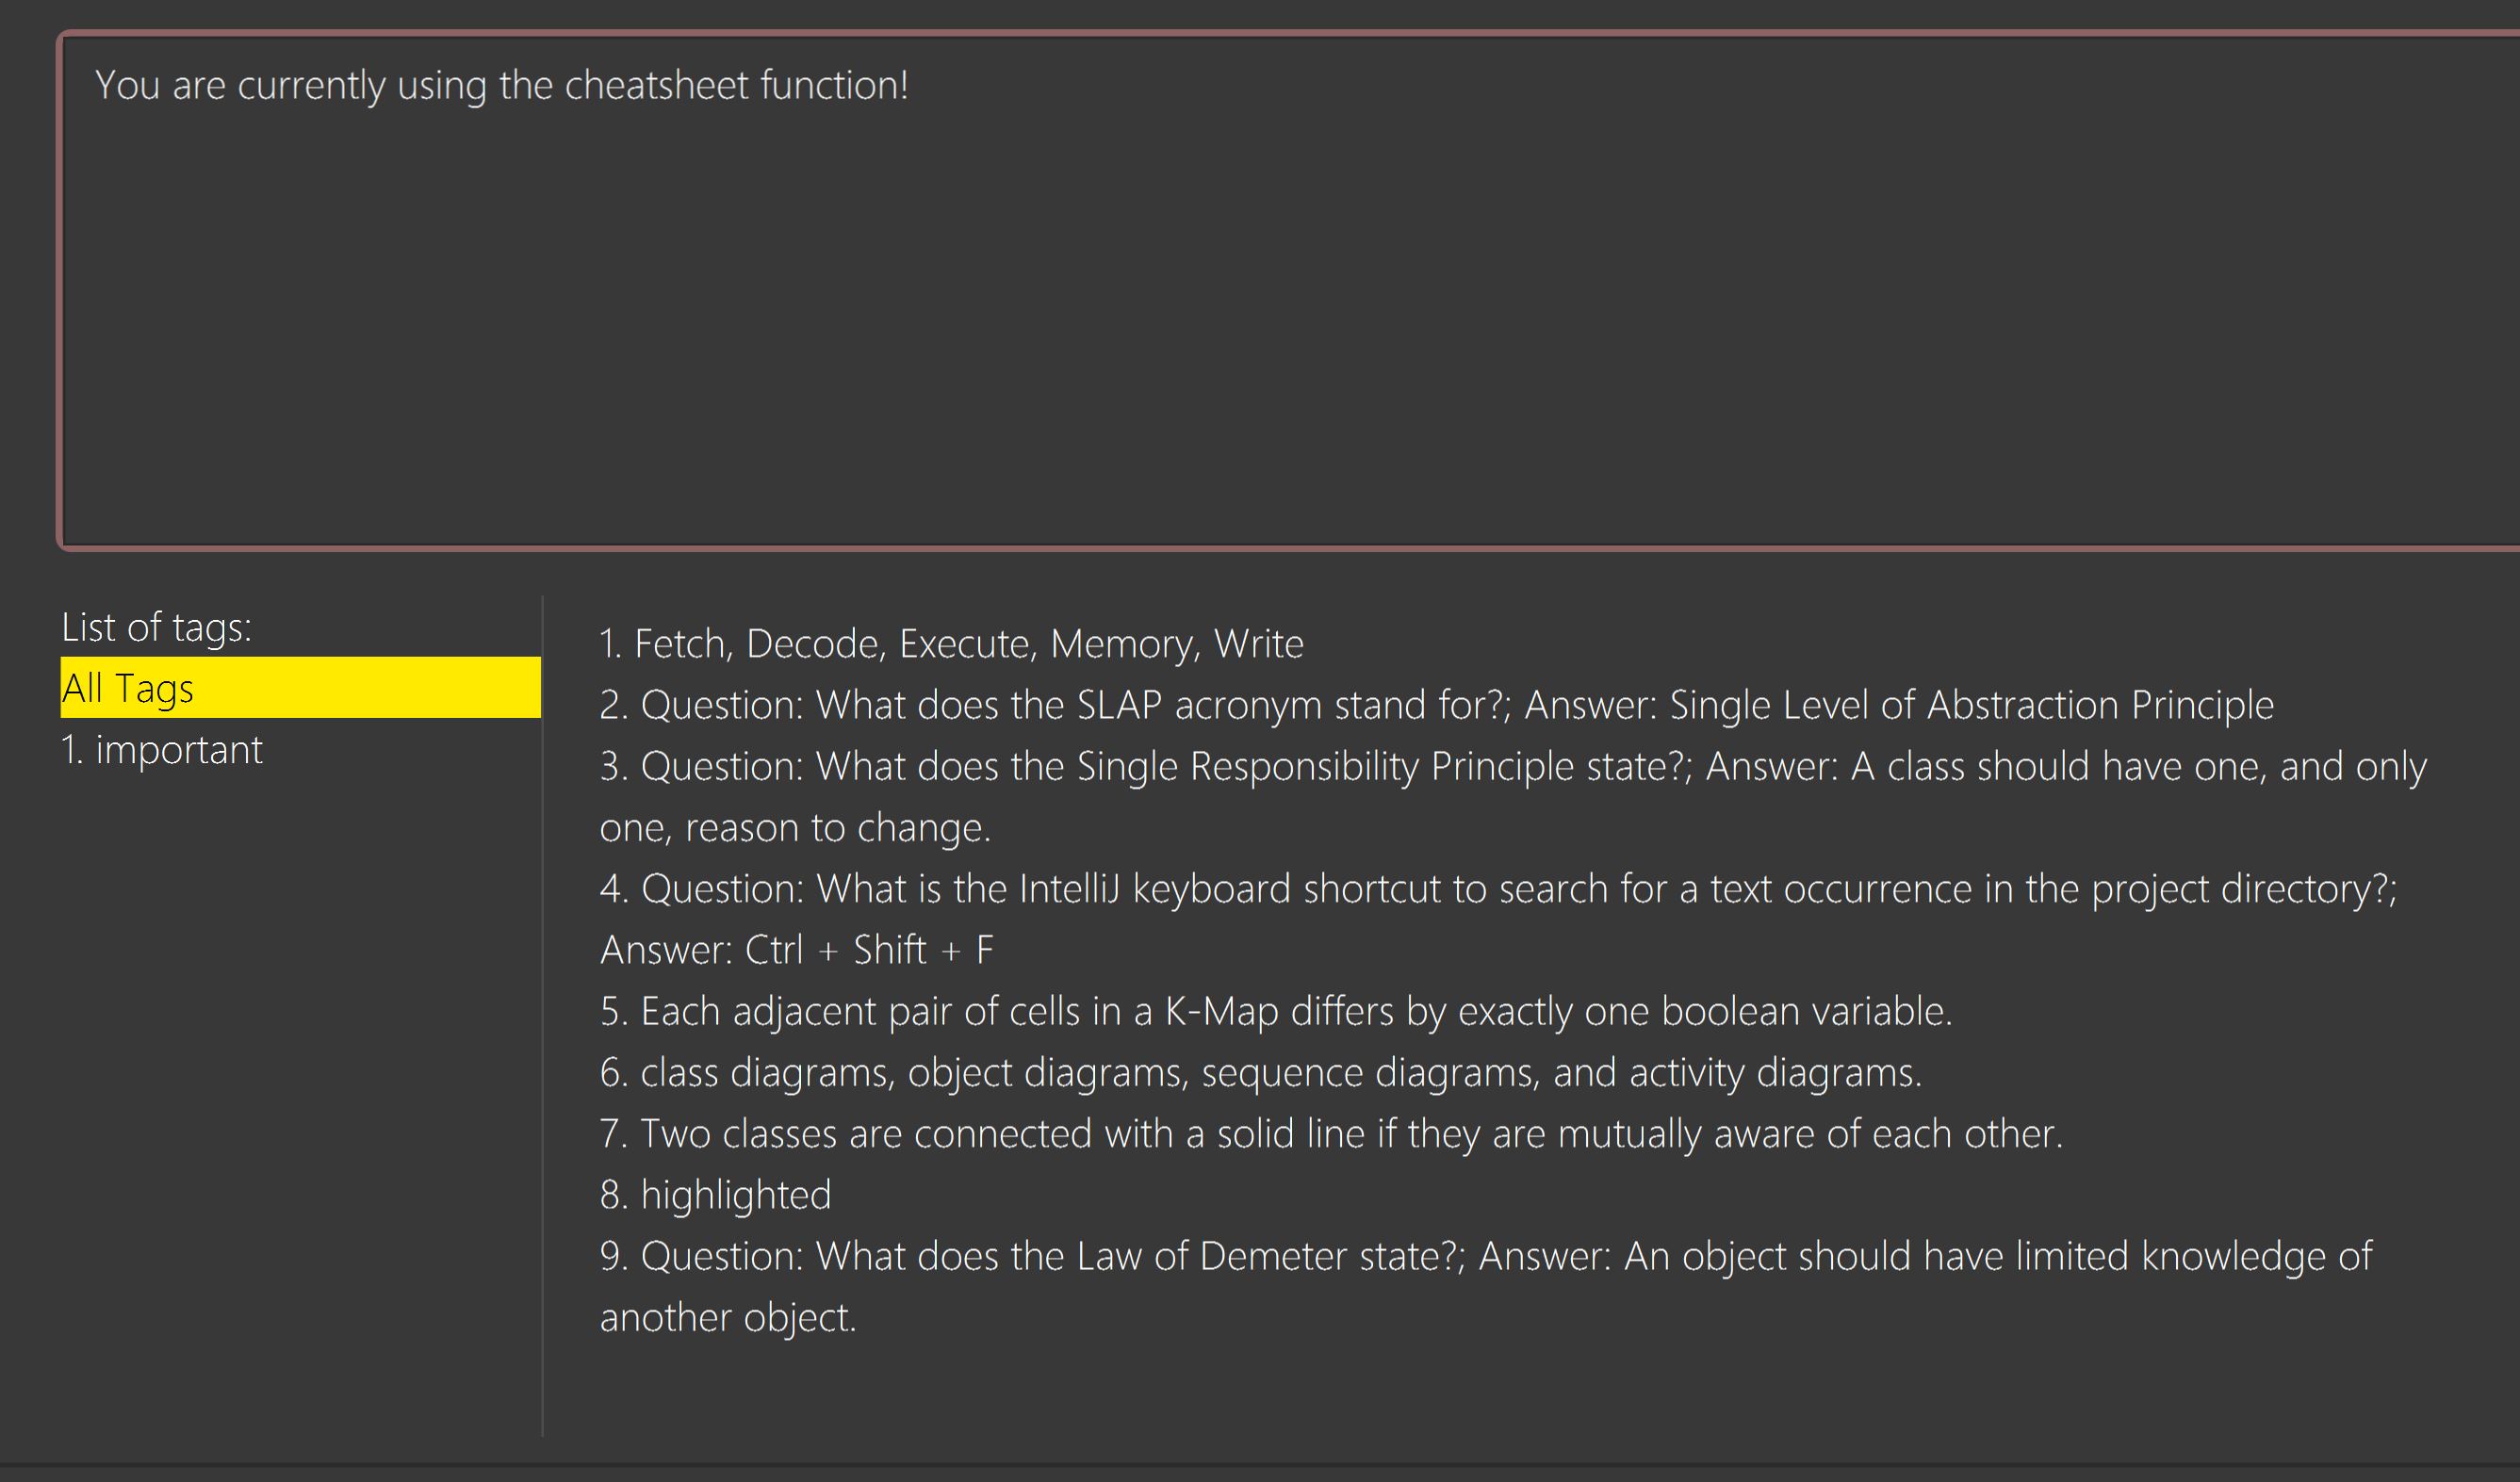 You are currently using the cheatsheet function!
List of tags:
All Tags
1. important
1. Fetch, Decode, Execute, Memory, Write
2. Question: What does the SLAP acronym stand for?; Answer: Single Level of Abstraction Principle
3. Question: What does the Single Responsibility Principle state?; Answer: A class should have one, and only
one, reason to change.
4. Question: What is the IntelliJ keyboard shortcut to search for a text occurrence in the project directory?;
Answer: Ctrl + Shift + F
5. Each adjacent pair of cells in a K-Map differs by exactly one boolean variable.
6. class diagrams, object diagrams, sequence diagrams, and activity diagrams.
7. Two classes are connected with a solid line if they are mutually aware of each other.
8. highlighted
9. Question: What does the Law of Demeter state?; Answer: An object should have limited knowledge of
another object.